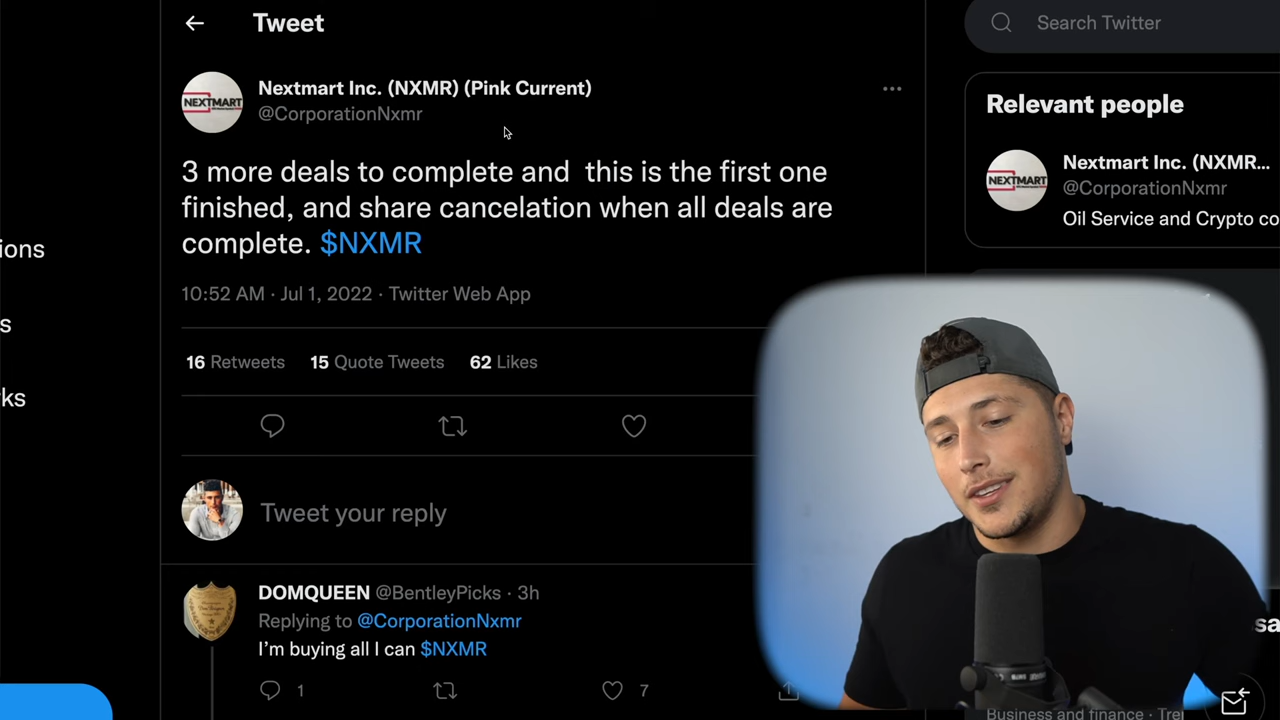 Tweet
Search Twitter
Nextmart Inc. (NXMR) (Pink Current)
@CorporationNxmr
NEXTMART
3 more deals to complete and  this is the first one
finished, and share cancelation when all deals are
complete. $NXMR
10:52 AM · Jul 1, 2022 · Twitter Web App
16 Retweets 15 Quote Tweets 62 Likes
Tweet your reply
DOMQUEEN @BentleyPicks · 3h
Replying to @CorporationNxmr
I'm buying all I can $NXMR
1
7
Relevant people
NEXTMART
Nextmart Inc. (NXMR...
@CorporationNxmr
Oil Service and Crypto co
ions
s
ks
sa
Business and finance · Trei